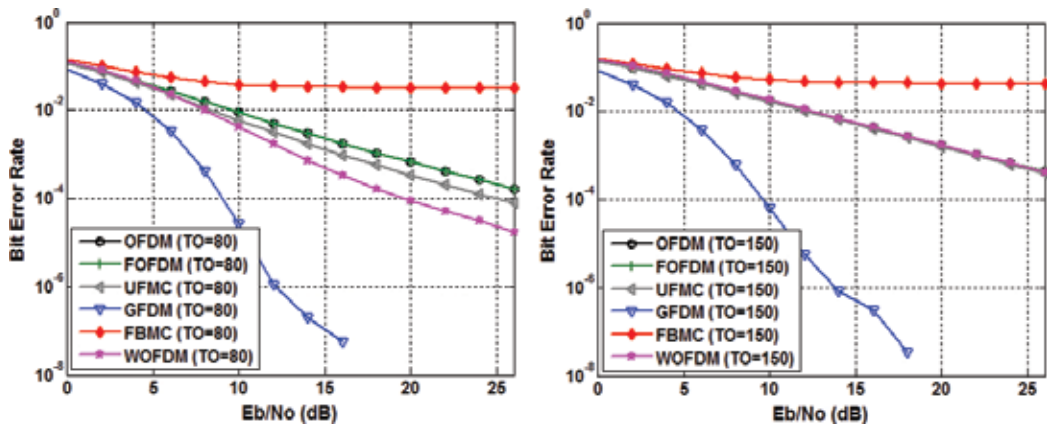 10^0
10^-2
10^-4
10^-6
10^-8
Bit Error Rate
OFDM (TO=80)
FOFDM (TO=80)
UFMC (TO=80)
GFDM (TO=80)
FBMC (TO=80)
WOFDM (TO=80)
0 5 10 15 20 25
Eb/No (dB)
10^0
10^-2
10^-4
10^-6
10^-8
Bit Error Rate
OFDM (TO=150)
FOFDM (TO=150)
UFMC (TO=150)
GFDM (TO=150)
FBMC (TO=150)
WOFDM (TO=150)
0 5 10 15 20 25
Eb/No (dB)